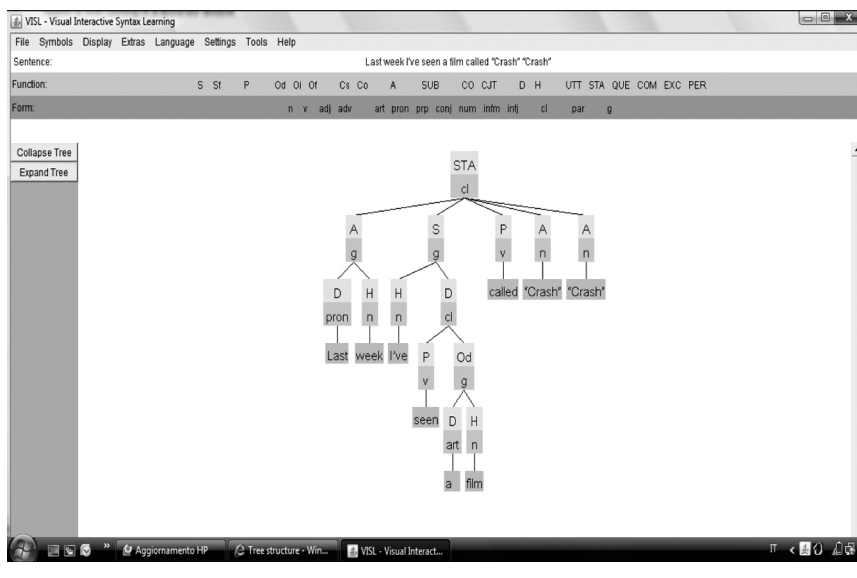 VISL - Visual Interactive Syntax Learning
File Symbols Display Extras Language Settings Tools Help
Sentence: Last week I've seen a film called "Crash" "Crash"
Function: S Sf P Od Oi Of Cs Co A SUB CO CJT D H UTT STA QUE COM EXC PER
Form: n v adj adv art pron prp conj num infm intj cl par g
Collapse Tree
Expand Tree
STA
cl
A S P A A
g g v n n
called "Crash" "Crash"
D H H D
pron n n cl
Last week I've P Od
v g
seen D H
art n
a film
» Aggiornamento HP Tree structure - Win... VISL - Visual Interact... IT